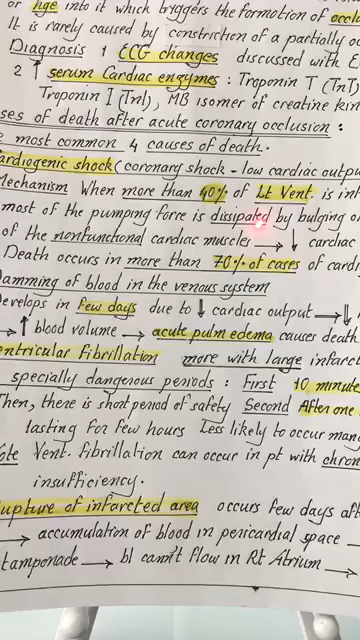 or hge into it which triggers the formation of occlu
It is rarely caused by constriction of a partially o
Diagnosis 1 ECG changes discussed with E
2 ↑ serum Cardiac enzymes : Troponin T (TnT)
Troponin I (TnI), MB isomer of creatine kin
ses of death after acute coronary occlusion :
e most common 4 causes of death.
ardiogenic shock (coronary shock - low cardiac outpu
Mechanism When more than 40% of Lt Vent. is inf
most of the pumping force is dissipated by bulging o
of the nonfunctional cardiac muscles → ↓ cardiac
Death occurs in more than 70% of cases of card
Damming of blood in the venous system
evelops in few days due to ↓ cardiac output → ↓
→ ↑ blood volume → acute pulm edema causes death
entricular fibrillation more with large infarct
specially dangerous periods : First 10 minute
Then, there is short period of safety Second After one
lasting for few hours Less likely to occur man
ote Vent. fibrillation can occur in pt with chron
insufficiency.
upture of infarcted area occurs few days aft
→ accumulation of blood in pericardial space →
tamponade → bl cann't flow in Rt Atrium →